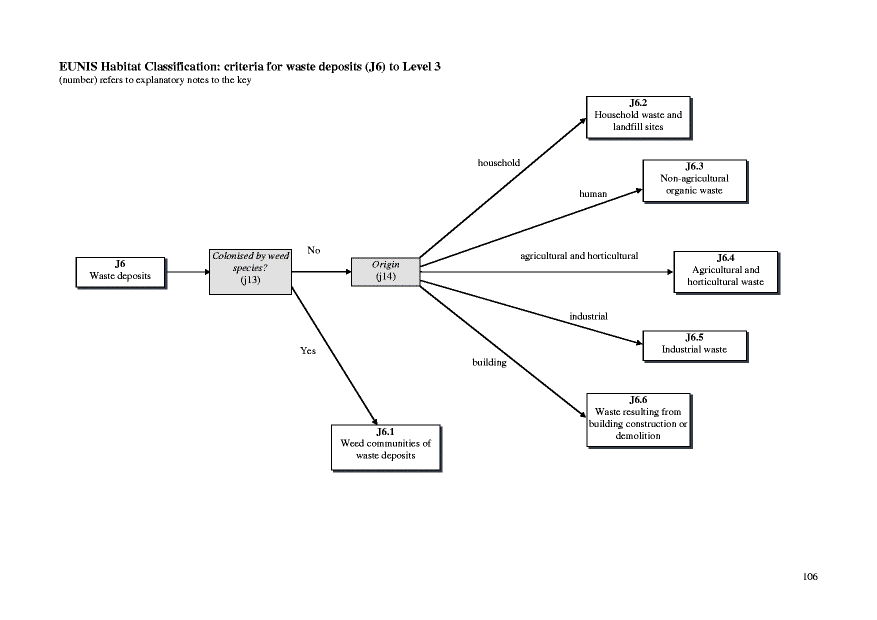 EUNIS Habitat Classification: criteria for waste deposits (J6) to Level 3
(number) refers to explanatory notes to the key
J6.2
Household waste and
landfill sites
household
J6.3
Non-agricultural
organic waste
human
J6
Waste deposits
Colonised by weed
species?
(j13)
No
Origin
(j14)
agricultural and horticultural
J6.4
Agricultural and
horticultural waste
industrial
J6.5
Industrial waste
Yes
building
J6.6
Waste resulting from
building construction or
demolition
J6.1
Weed communities of
waste deposits
106